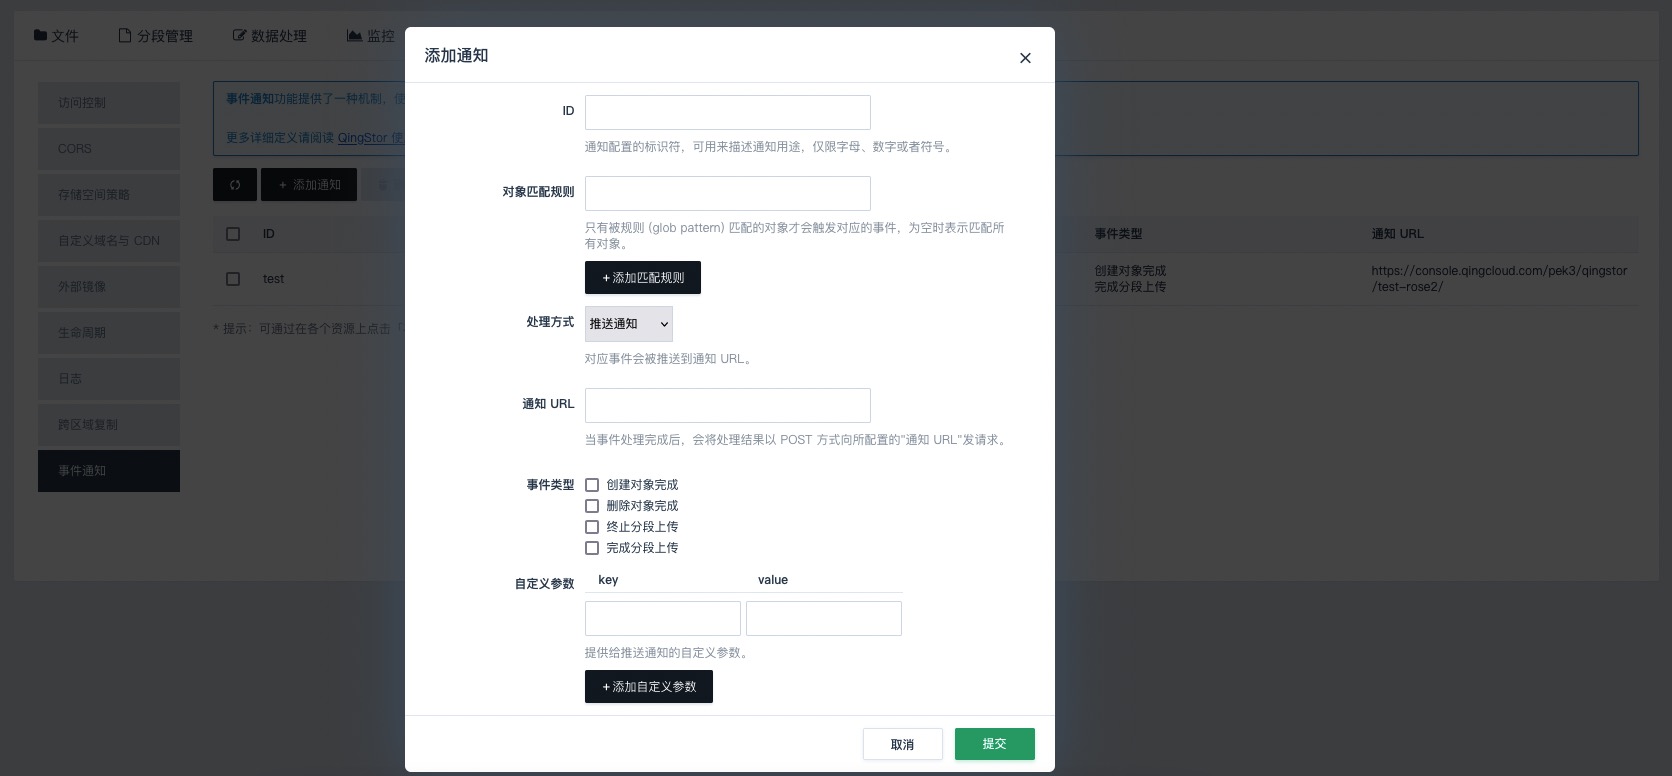 文件
分段管理
数据处理
监控
添加通知
访问控制
CORS
存储空间策略
自定义域名与 CDN
外部镜像
生命周期
日志
跨区域复制
事件通知
事件通知功能提供了一种机制，使
更多详细定义请阅读 QingStor 使
+ 添加通知
ID
事件类型
通知 URL
test
创建对象完成
完成分段上传
https://console.qingcloud.com/pek3/qingstor
/test-rose2/
* 提示：可通过在各个资源上点击
ID
通知配置的标识符，可用来描述通知用途，仅限字母、数字或者符号。
对象匹配规则
只有被规则 (glob pattern) 匹配的对象才会触发对应的事件，为空时表示匹配所
有对象。
+添加匹配规则
处理方式
推送通知
对应事件会被推送到通知 URL。
通知 URL
当事件处理完成后，会将处理结果以 POST 方式向所配置的"通知 URL"发请求。
事件类型
创建对象完成
删除对象完成
终止分段上传
完成分段上传
自定义参数
key
value
提供给推送通知的自定义参数。
+添加自定义参数
取消
提交